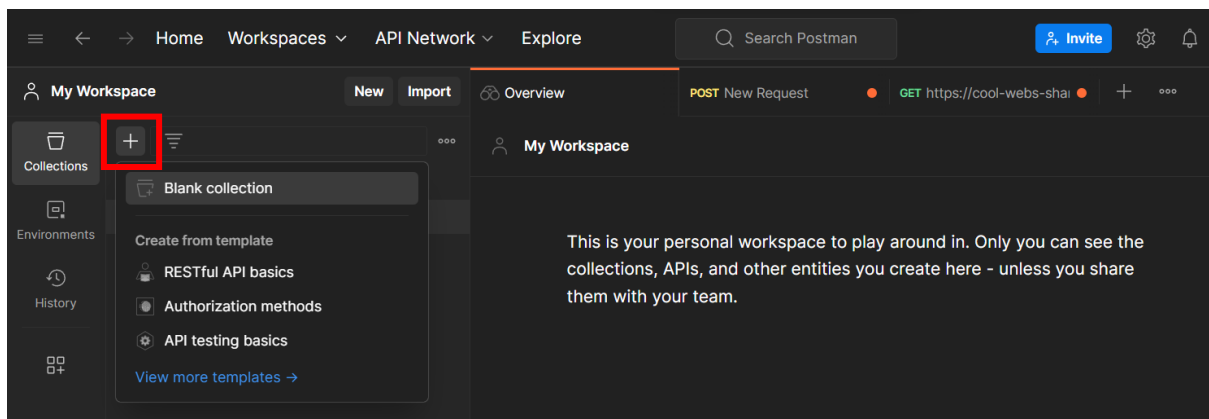 Home Workspaces API Network Explore Search Postman Invite
My Workspace New Import Overview POST New Request GET https://cool-webs-shai
Collections
My Workspace
Blank collection
Environments
Create from template
RESTful API basics
Authorization methods
API testing basics
View more templates →
History
This is your personal workspace to play around in. Only you can see the
collections, APIs, and other entities you create here - unless you share
them with your team.